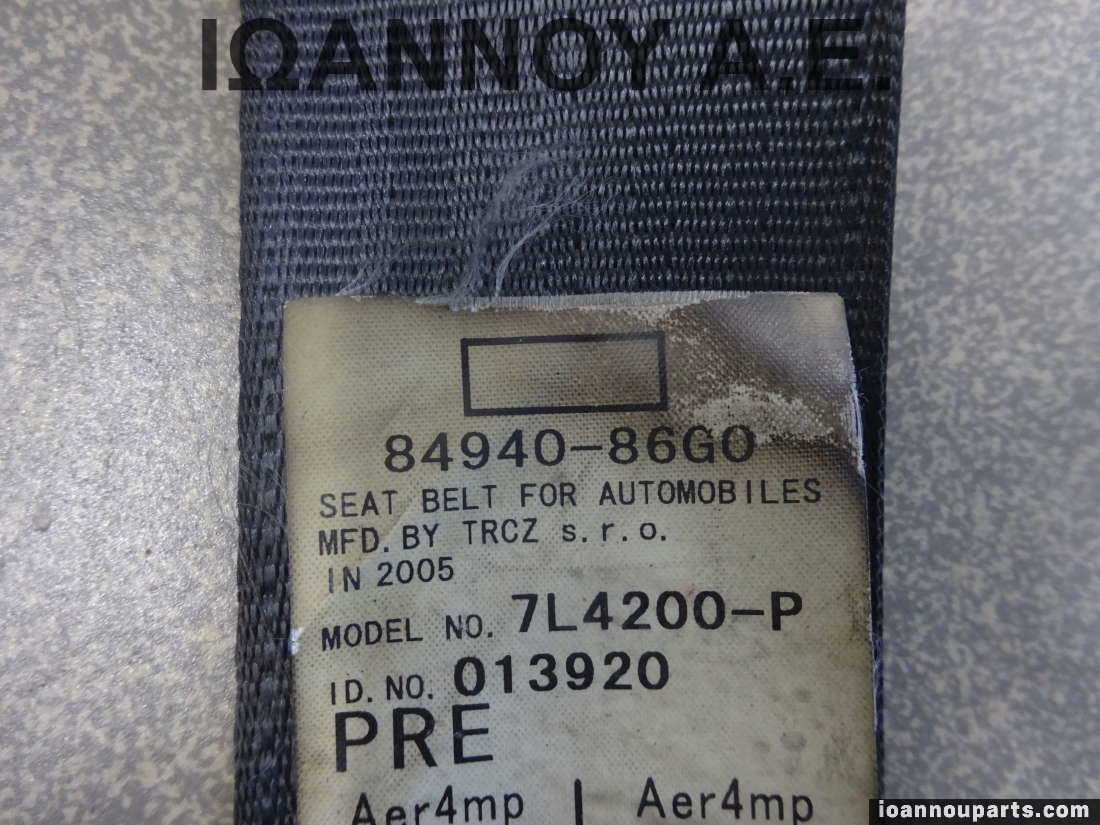 ΙΩΑΝΝΟΥ Α.Ε.
84940-86G0
SEAT BELT FOR AUTOMOBILES
MFD. BY TRCZ s.r.o.
IN 2005
MODEL NO. 7L4200-P
ID. NO. 013920
PRE
Aer4mp | Aer4mp
ioannouparts.com